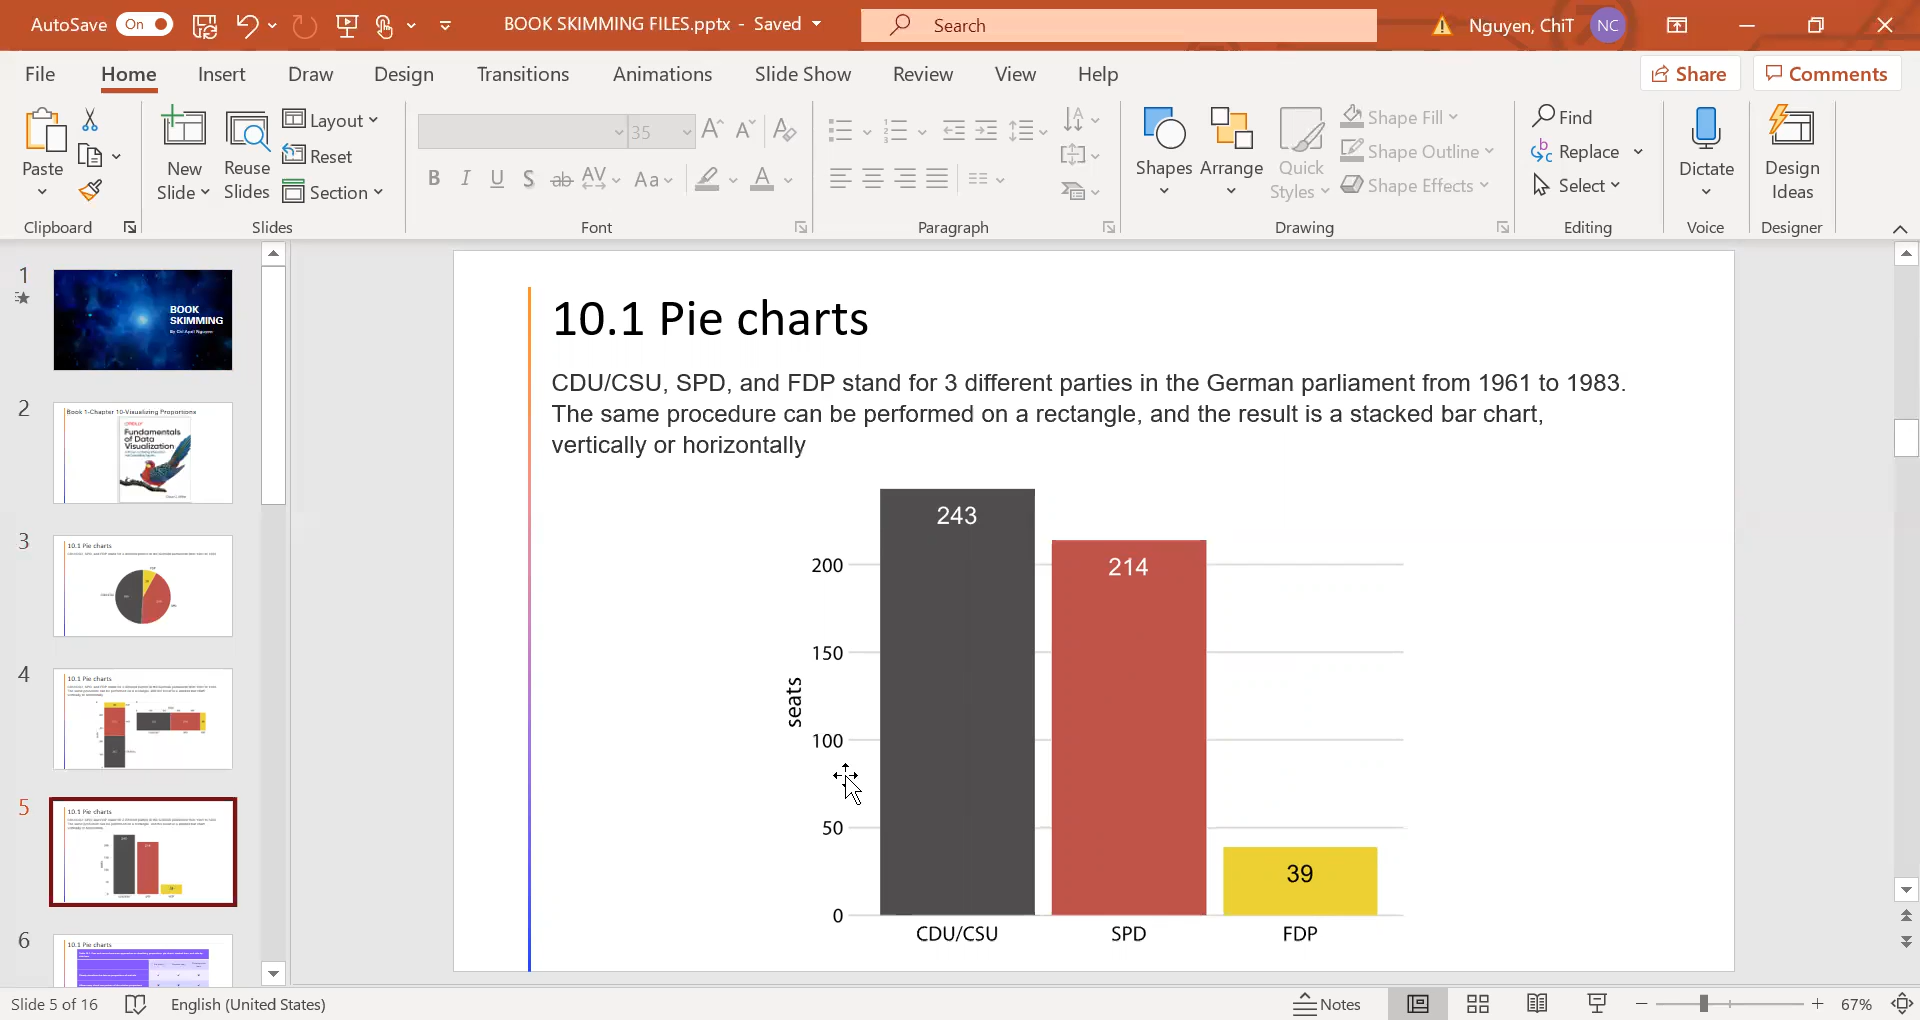 AutoSave On BOOK SKIMMING FILES.pptx - Saved Search Nguyen, ChiT NC
File Home Insert Draw Design Transitions Animations Slide Show Review View Help Share Comments
Paste
New Slide
Reuse Slides
Layout
Reset
Section
35
B I U S ab AV Aa A
Shapes Arrange Quick Styles
Shape Fill
Shape Outline
Shape Effects
Find
Replace
Select
Dictate
Design Ideas
Clipboard Slides Font Paragraph Drawing Editing Voice Designer
1
BOOK
SKIMMING
2
Book 1-Chapter 10-Visualizing Proportions
Fundamentals
of Data
Visualization
3
10.1 Pie charts
4
10.1 Pie charts
5
10.1 Pie charts
6
10.1 Pie charts
10.1 Pie charts
CDU/CSU, SPD, and FDP stand for 3 different parties in the German parliament from 1961 to 1983.
The same procedure can be performed on a rectangle, and the result is a stacked bar chart,
vertically or horizontally
243
214
39
200
150
100
50
0
seats
CDU/CSU SPD FDP
Slide 5 of 16 English (United States) Notes 67%